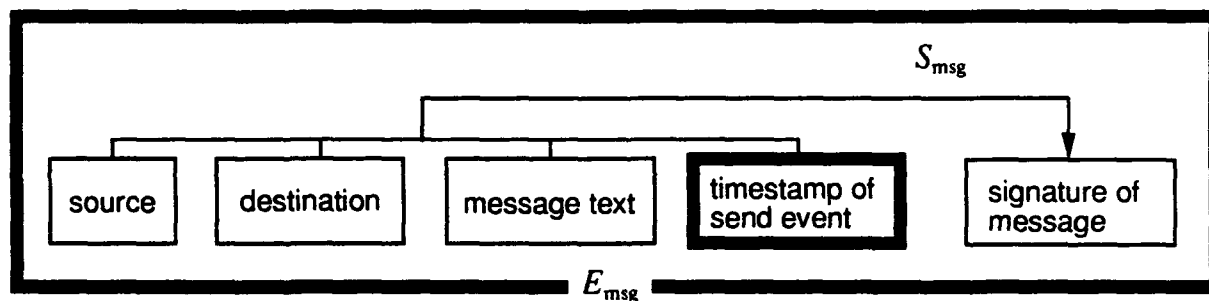 S_msg
source
destination
message text
timestamp of
send event
signature of
message
E_msg